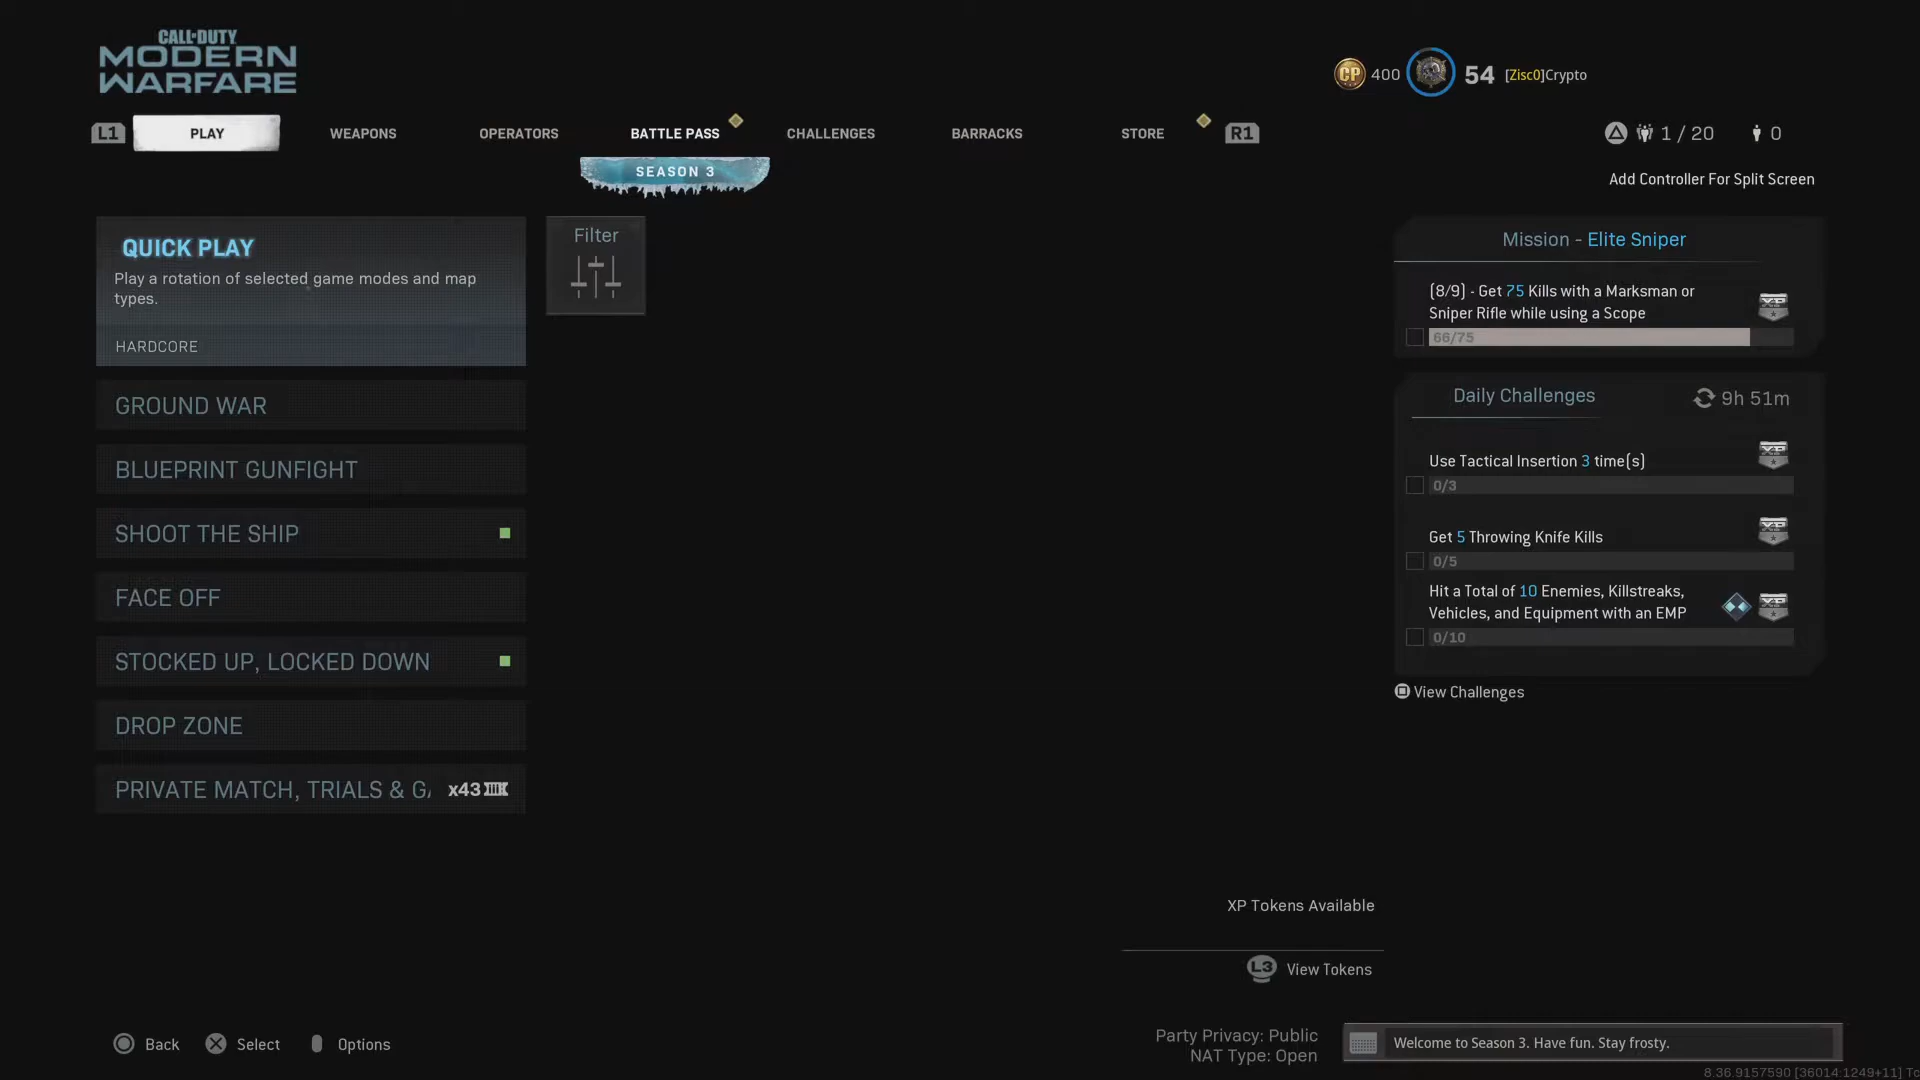 CALL OF DUTY
MODERN
WARFARE
CP 400 54 [Zisc0]Crypto
L1 PLAY WEAPONS OPERATORS BATTLE PASS CHALLENGES BARRACKS STORE R1
1 / 20 0
SEASON 3
Add Controller For Split Screen
QUICK PLAY
Play a rotation of selected game modes and map
types.
HARDCORE
Filter
GROUND WAR
BLUEPRINT GUNFIGHT
SHOOT THE SHIP
FACE OFF
STOCKED UP, LOCKED DOWN
DROP ZONE
PRIVATE MATCH, TRIALS & x43
Mission - Elite Sniper
(8/9) - Get 75 Kills with a Marksman or
Sniper Rifle while using a Scope
66/75
Daily Challenges 9h 51m
Use Tactical Insertion 3 time(s)
0/3
Get 5 Throwing Knife Kills
0/5
Hit a Total of 10 Enemies, Killstreaks,
Vehicles, and Equipment with an EMP
0/10
View Challenges
XP Tokens Available
L3 View Tokens
Back Select Options
Party Privacy: Public
NAT Type: Open
Welcome to Season 3. Have fun. Stay frosty.
8.36.9157590 [36014:1249+11]